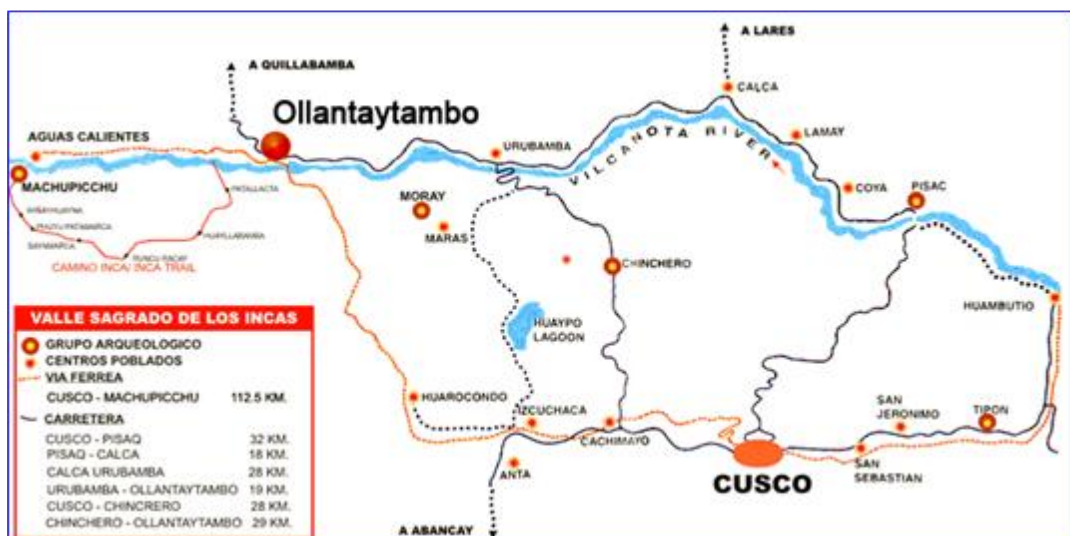 A LARES
A QUILLABAMBA
CALCA
Ollantaytambo
LAMAY
AGUAS CALIENTES
URUBAMBA
VILCANOTA RIVER
MACHUPICCHU
PATALLACTA
MORAY
COYA
PISAC
MARAS
HUAYLLABAMBA
SAYMARCA
CAMINO INCA/ INCA TRAIL
CHINCHERO
HUAMBUTIO
VALLE SAGRADO DE LOS INCAS
GRUPO ARQUEOLOGICO
CENTROS POBLADOS
VIA FERREA
CUSCO - MACHUPICCHU 112.5 KM.
CARRETERA
CUSCO - PISAQ 32 KM.
PISAQ - CALCA 18 KM.
CALCA URUBAMBA 28 KM.
URUBAMBA - OLLANTAYTAMBO 19 KM.
CUSCO - CHINCRERO 28 KM.
CHINCHERO - OLLANTAYTAMBO 29 KM.
HUAYPO
LAGOON
HUAROCONDO
IZCUCHACA
CACHIMAYO
SAN
JERONIMO
TIPON
ANTA
CUSCO
SAN
SEBASTIAN
A ABANCAY